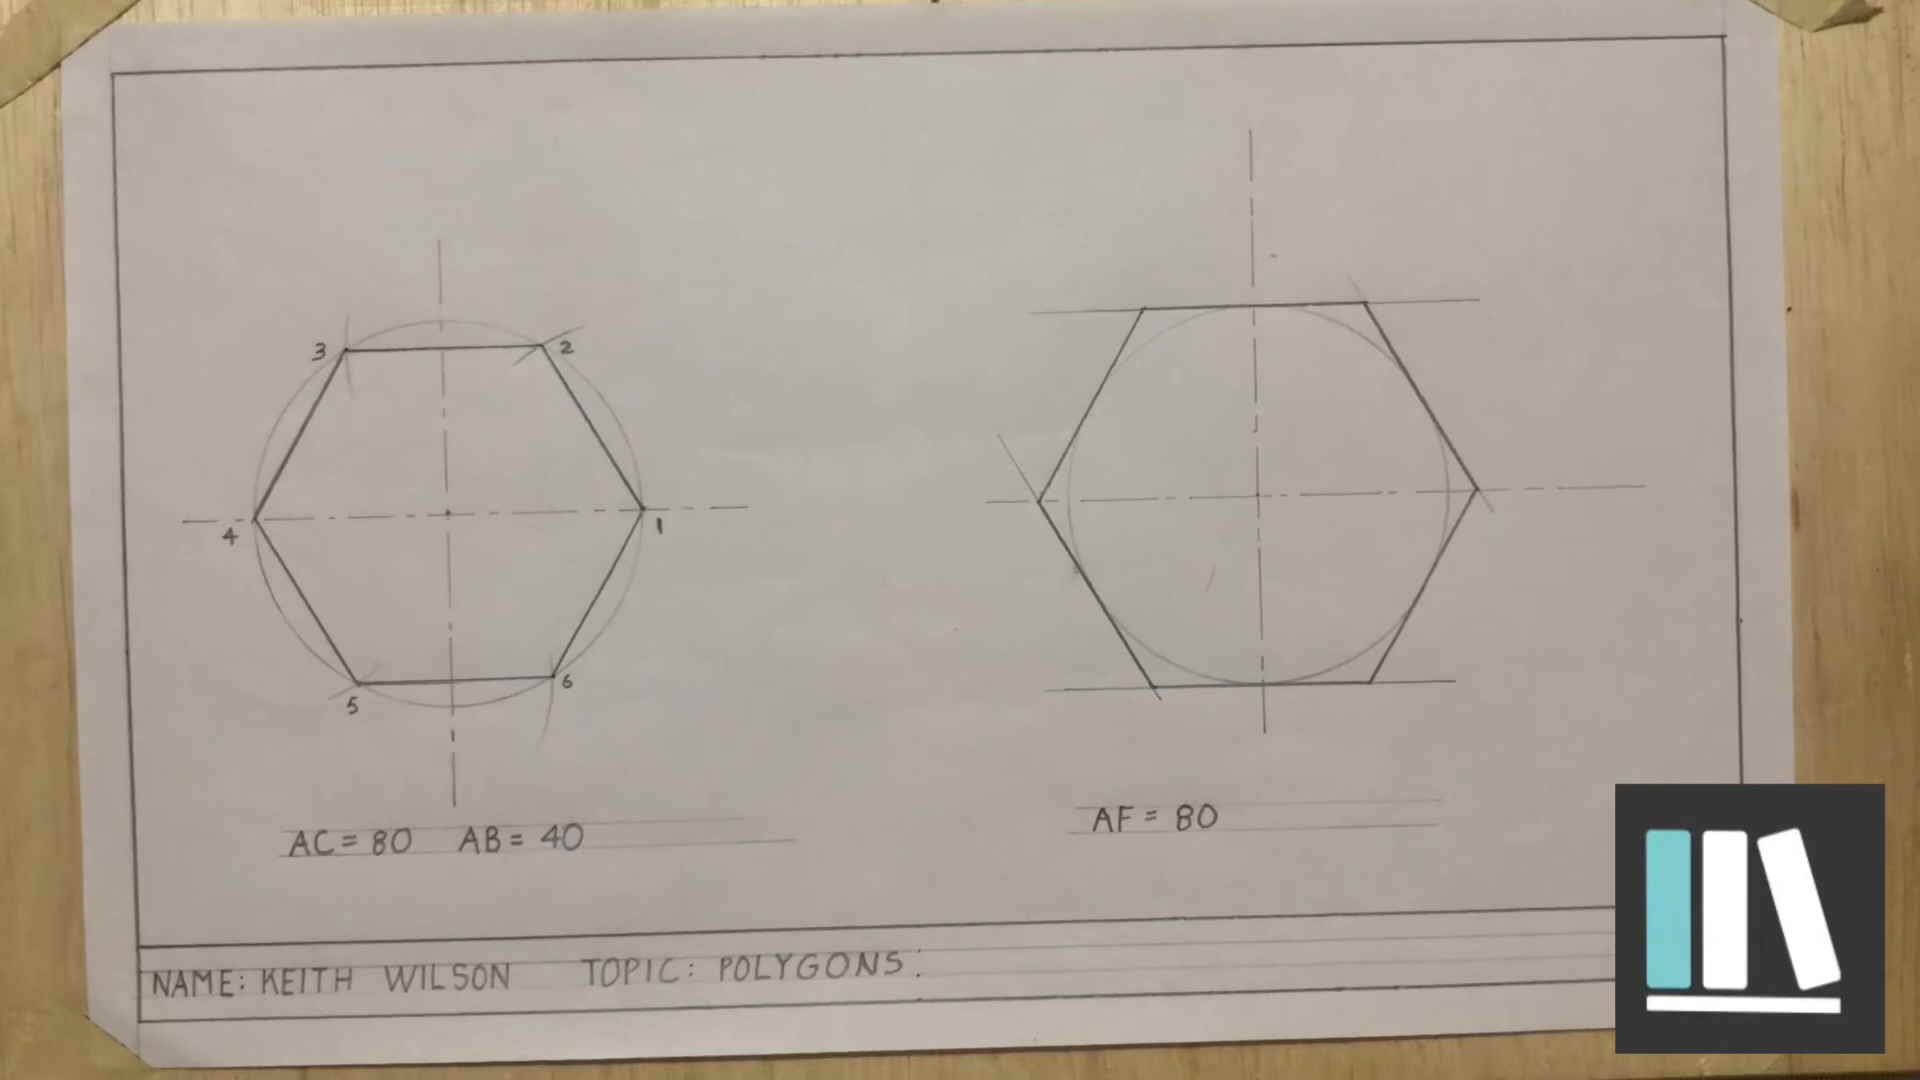 3
2
4
1
5
6
AC = 80 AB = 40
AF = 80
NAME: KEITH WILSON TOPIC: POLYGONS: